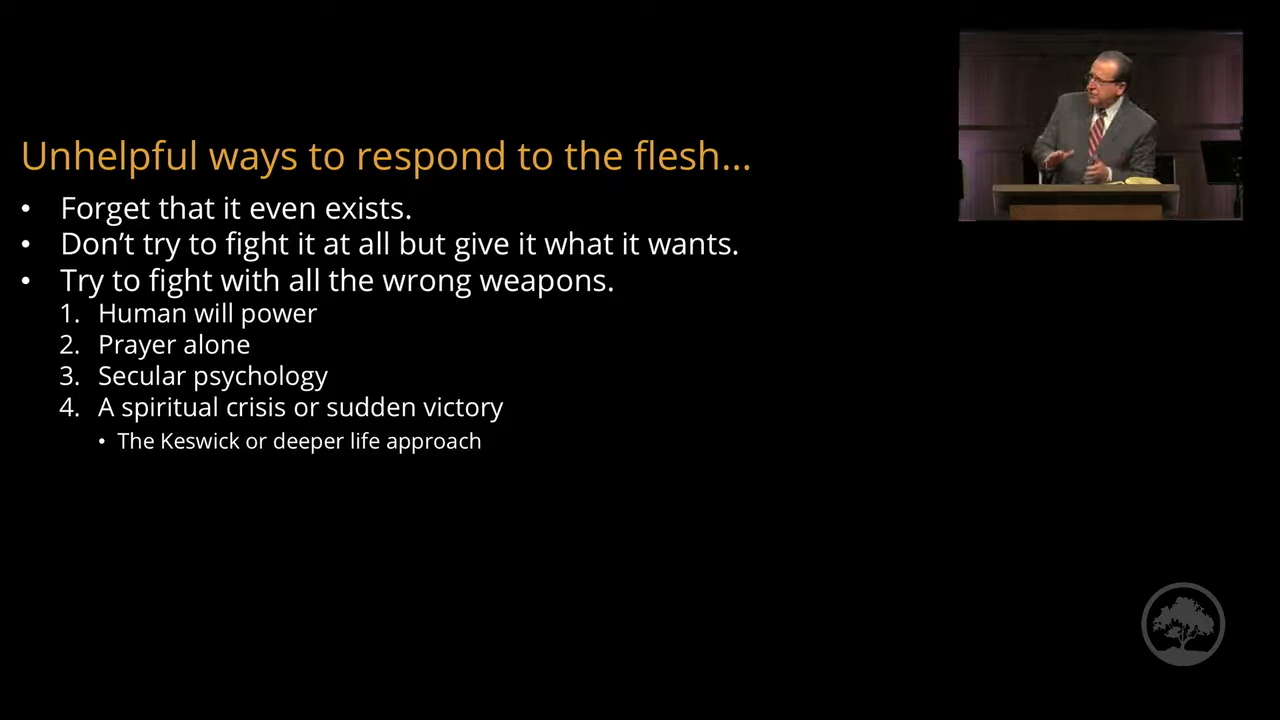 Unhelpful ways to respond to the flesh...
• Forget that it even exists.
• Don’t try to fight it at all but give it what it wants.
• Try to fight with all the wrong weapons.
1. Human will power
2. Prayer alone
3. Secular psychology
4. A spiritual crisis or sudden victory
• The Keswick or deeper life approach